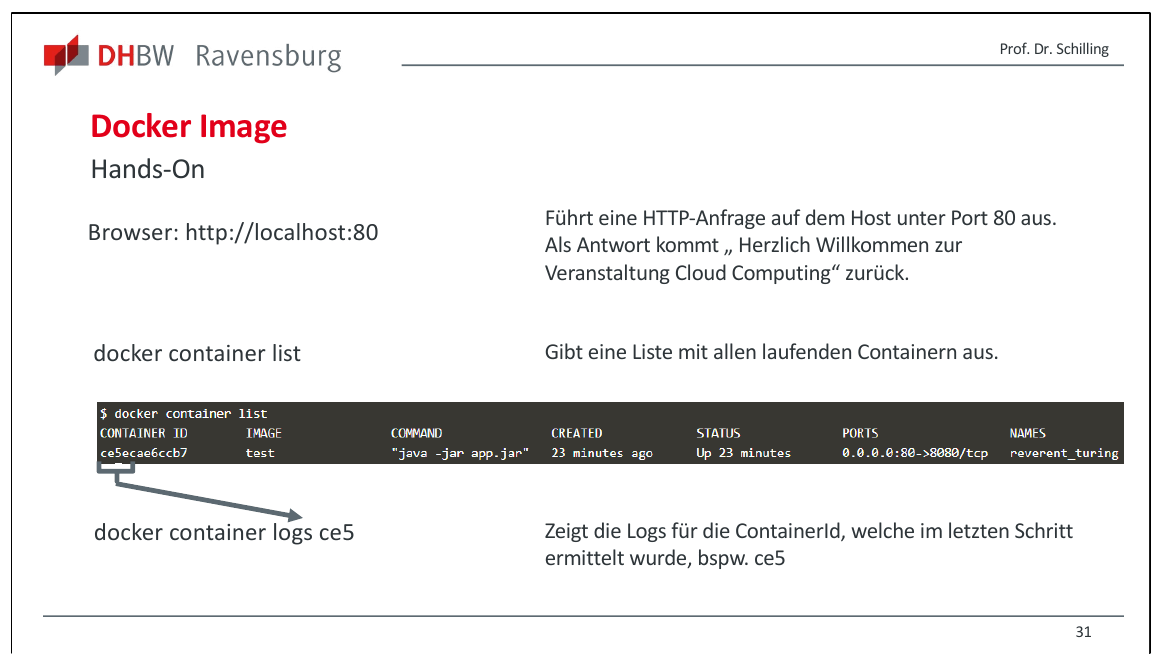 DHBW Ravensburg
Prof. Dr. Schilling
Docker Image
Hands-On
Browser: http://localhost:80
Führt eine HTTP-Anfrage auf dem Host unter Port 80 aus.
Als Antwort kommt „ Herzlich Willkommen zur
Veranstaltung Cloud Computing“ zurück.
docker container list
Gibt eine Liste mit allen laufenden Containern aus.
$ docker container list
CONTAINER ID IMAGE COMMAND CREATED STATUS PORTS NAMES
ce5ecae6ccb7 test "java -jar app.jar" 23 minutes ago Up 23 minutes 0.0.0.0:80->8080/tcp reverent_turing
docker container logs ce5
Zeigt die Logs für die ContainerId, welche im letzten Schritt
ermittelt wurde, bspw. ce5
31